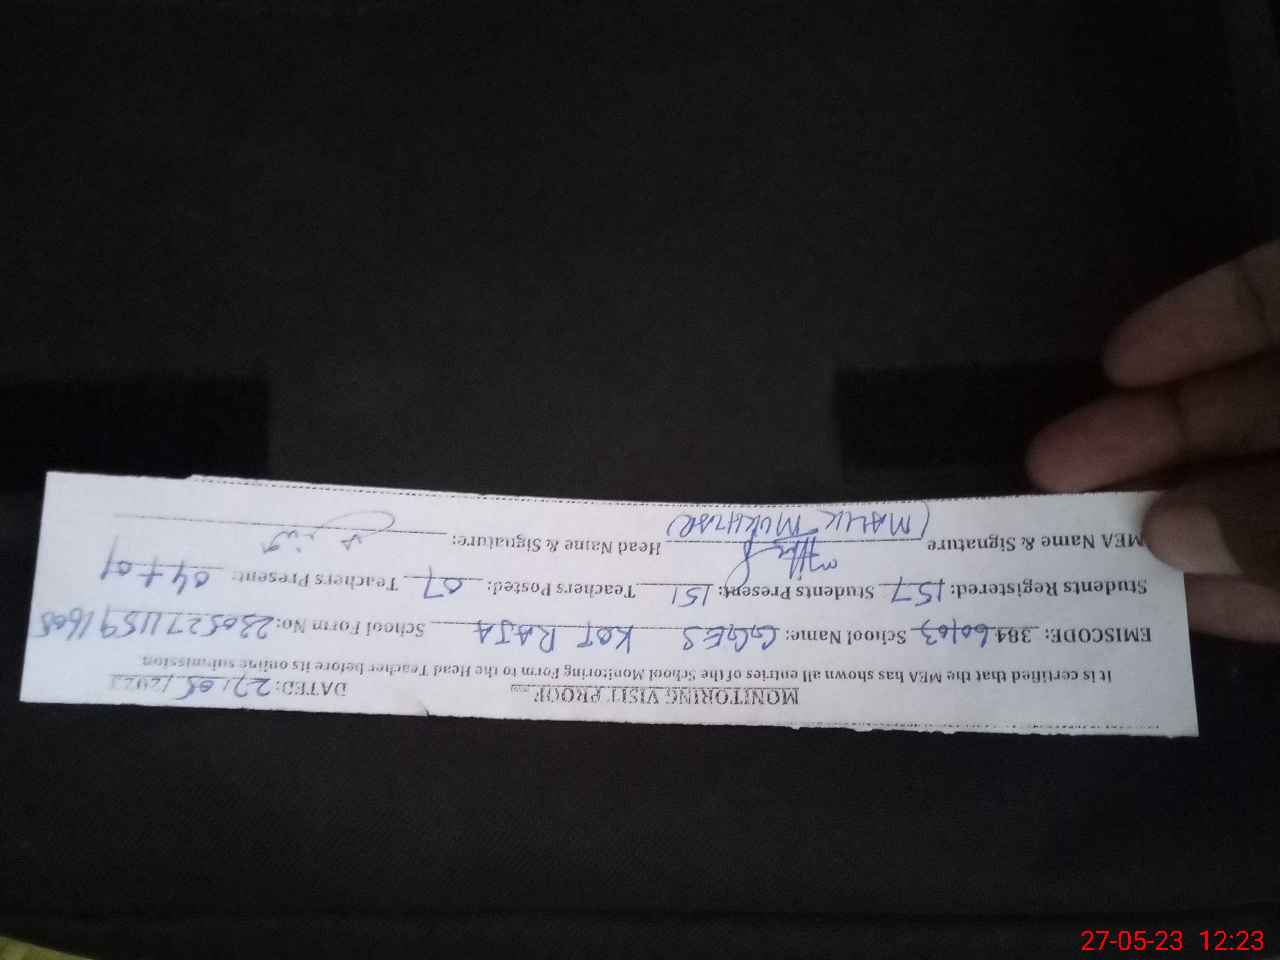 MONITORING VISIT PROOF DATED: 27/05/2023
It is certified that the MEA has shown all entries of the School Monitoring Form to the Head Teacher before its online submission
EMISCODE: 384 60103 School Name: GGES KOT RAJA School Form No: 2305271159 1605
Students Registered: 157 Students Present: 151 Teachers Posted: 07 Teachers Present: 04 + 01
MEA Name & Signature (MALIK MUKHTAR) Head Name & Signature:
27-05-23 12:23